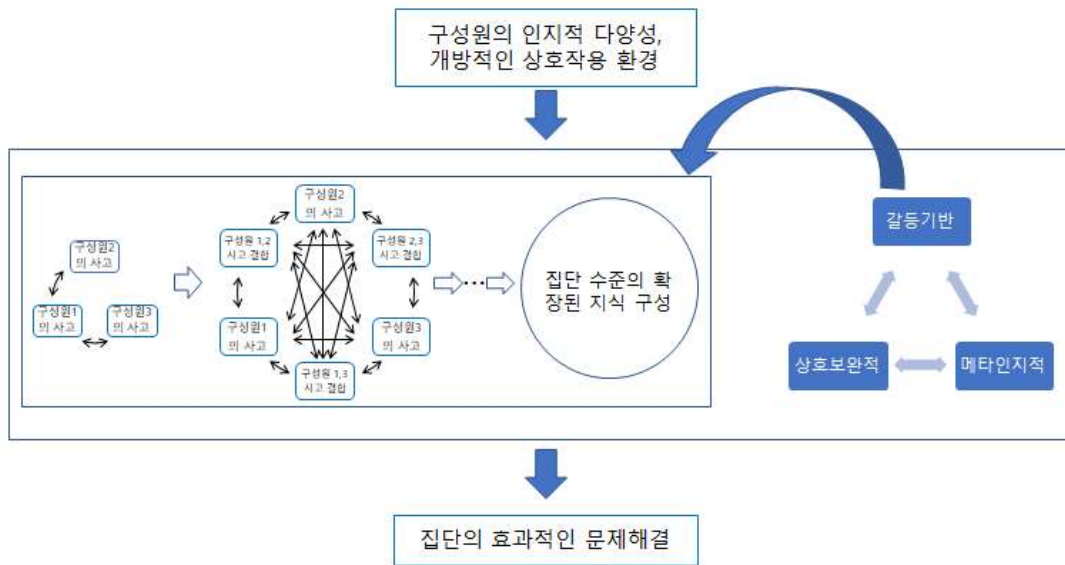 구성원의 인지적 다양성,
개방적인 상호작용 환경
구성원2
의 사고
구성원1
의 사고
구성원3
의 사고
구성원2
의 사고
구성원 1,2
사고 결합
구성원 2,3
사고 결합
구성원1
의 사고
구성원3
의 사고
구성원 1,3
사고 결합
...
집단 수준의 확
장된 지식 구성
갈등기반
상호보완적
메타인지적
집단의 효과적인 문제해결